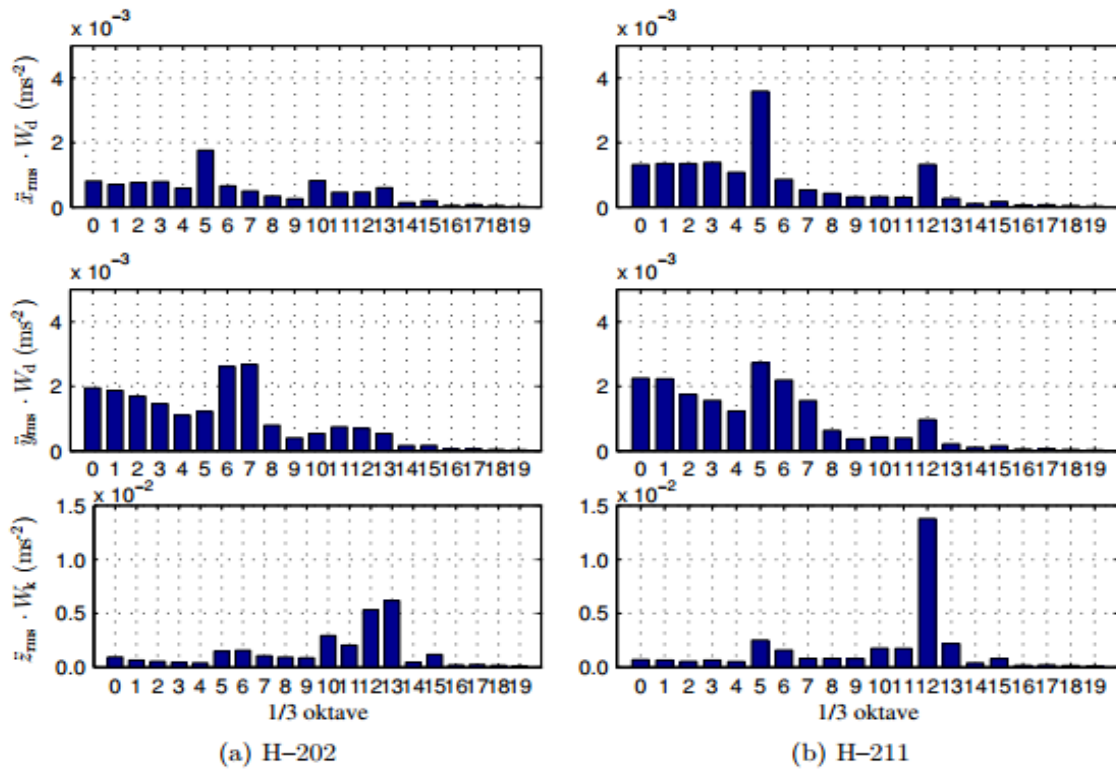 x 10⁻³ x 10⁻³
4 4
2 2
0 0
ẍrms · Wd (ms⁻²)
0 1 2 3 4 5 6 7 8 9 10 11 12 13 14 15 16 17 18 19 0 1 2 3 4 5 6 7 8 9 10 11 12 13 14 15 16 17 18 19
x 10⁻³ x 10⁻³
4 4
2 2
0 0
ÿrms · Wd (ms⁻²)
0 1 2 3 4 5 6 7 8 9 10 11 12 13 14 15 16 17 18 19 0 1 2 3 4 5 6 7 8 9 10 11 12 13 14 15 16 17 18 19
x 10⁻² x 10⁻²
1.5 1.5
1.0 1.0
0.5 0.5
0.0 0.0
z̈rms · Wk (ms⁻²)
0 1 2 3 4 5 6 7 8 9 10 11 12 13 14 15 16 17 18 19 0 1 2 3 4 5 6 7 8 9 10 11 12 13 14 15 16 17 18 19
1/3 oktave 1/3 oktave
(a) H–202 (b) H–211